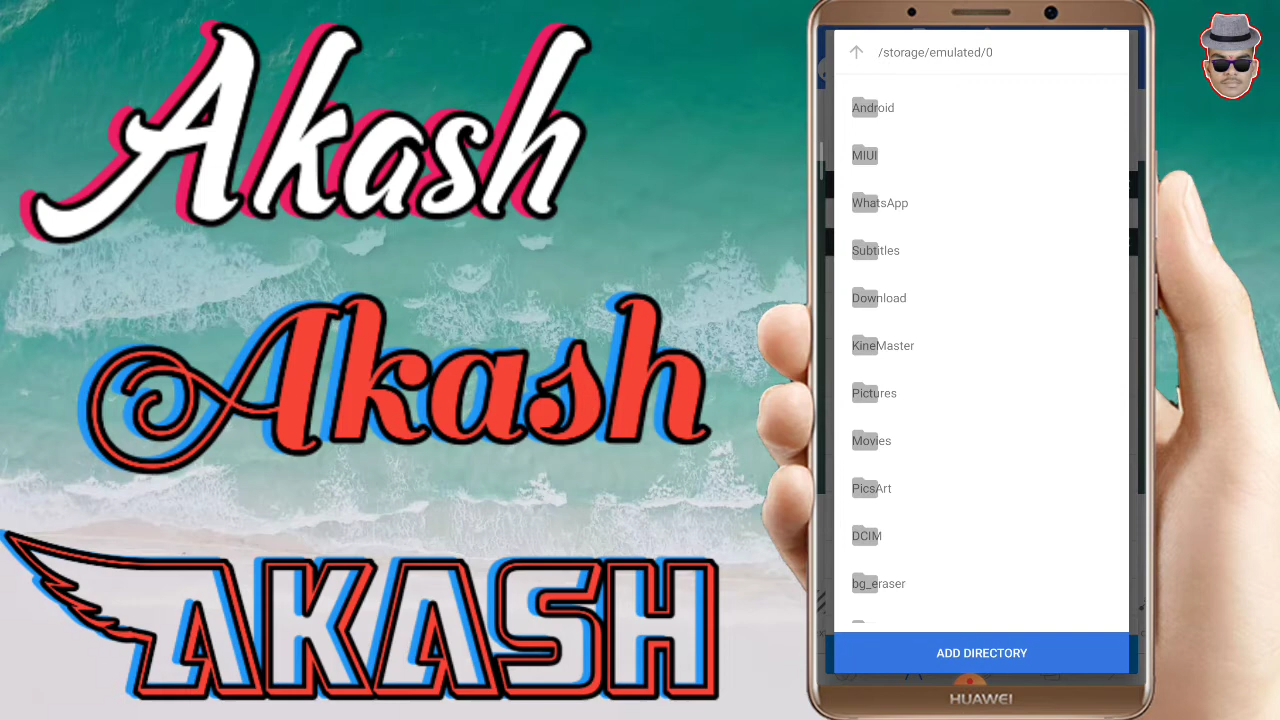 Akash
Akash
AKASH
/storage/emulated/0
Android
MIUI
WhatsApp
Subtitles
Download
KineMaster
Pictures
Movies
PicsArt
DCIM
bg_eraser
ADD DIRECTORY
HUAWEI